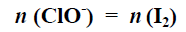 n (ClO⁻) = n (I₂)